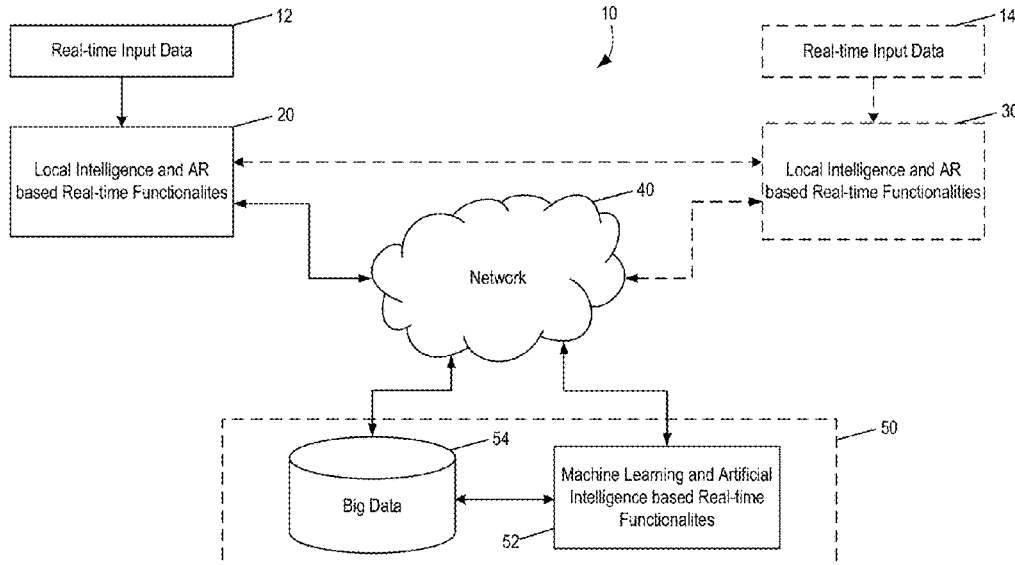 12
10
14
Real-time Input Data
Real-time Input Data
20
30
Local Intelligence and AR
based Real-time Functionalites
Local Intelligence and AR
based Real-time Functionalities
40
Network
54
50
Big Data
Machine Learning and Artificial
Intelligence based Real-time
Functionalites
52